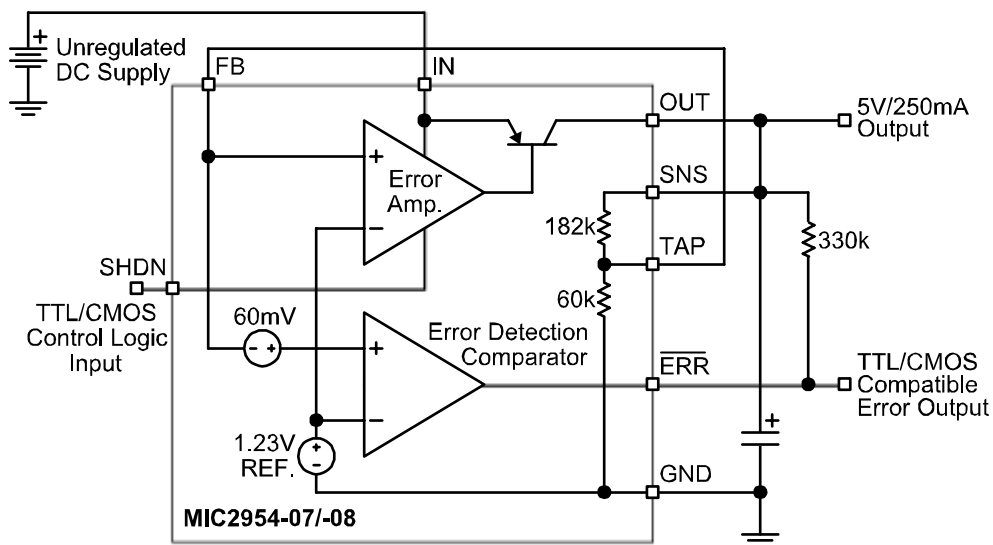 Unregulated
DC Supply
FB
IN
OUT
5V/250mA
Output
Error
Amp.
SNS
182k
330k
TAP
SHDN
60k
TTL/CMOS
Control Logic
Input
60mV
Error Detection
Comparator
ERR
TTL/CMOS
Compatible
Error Output
1.23V
REF.
GND
MIC2954-07/-08